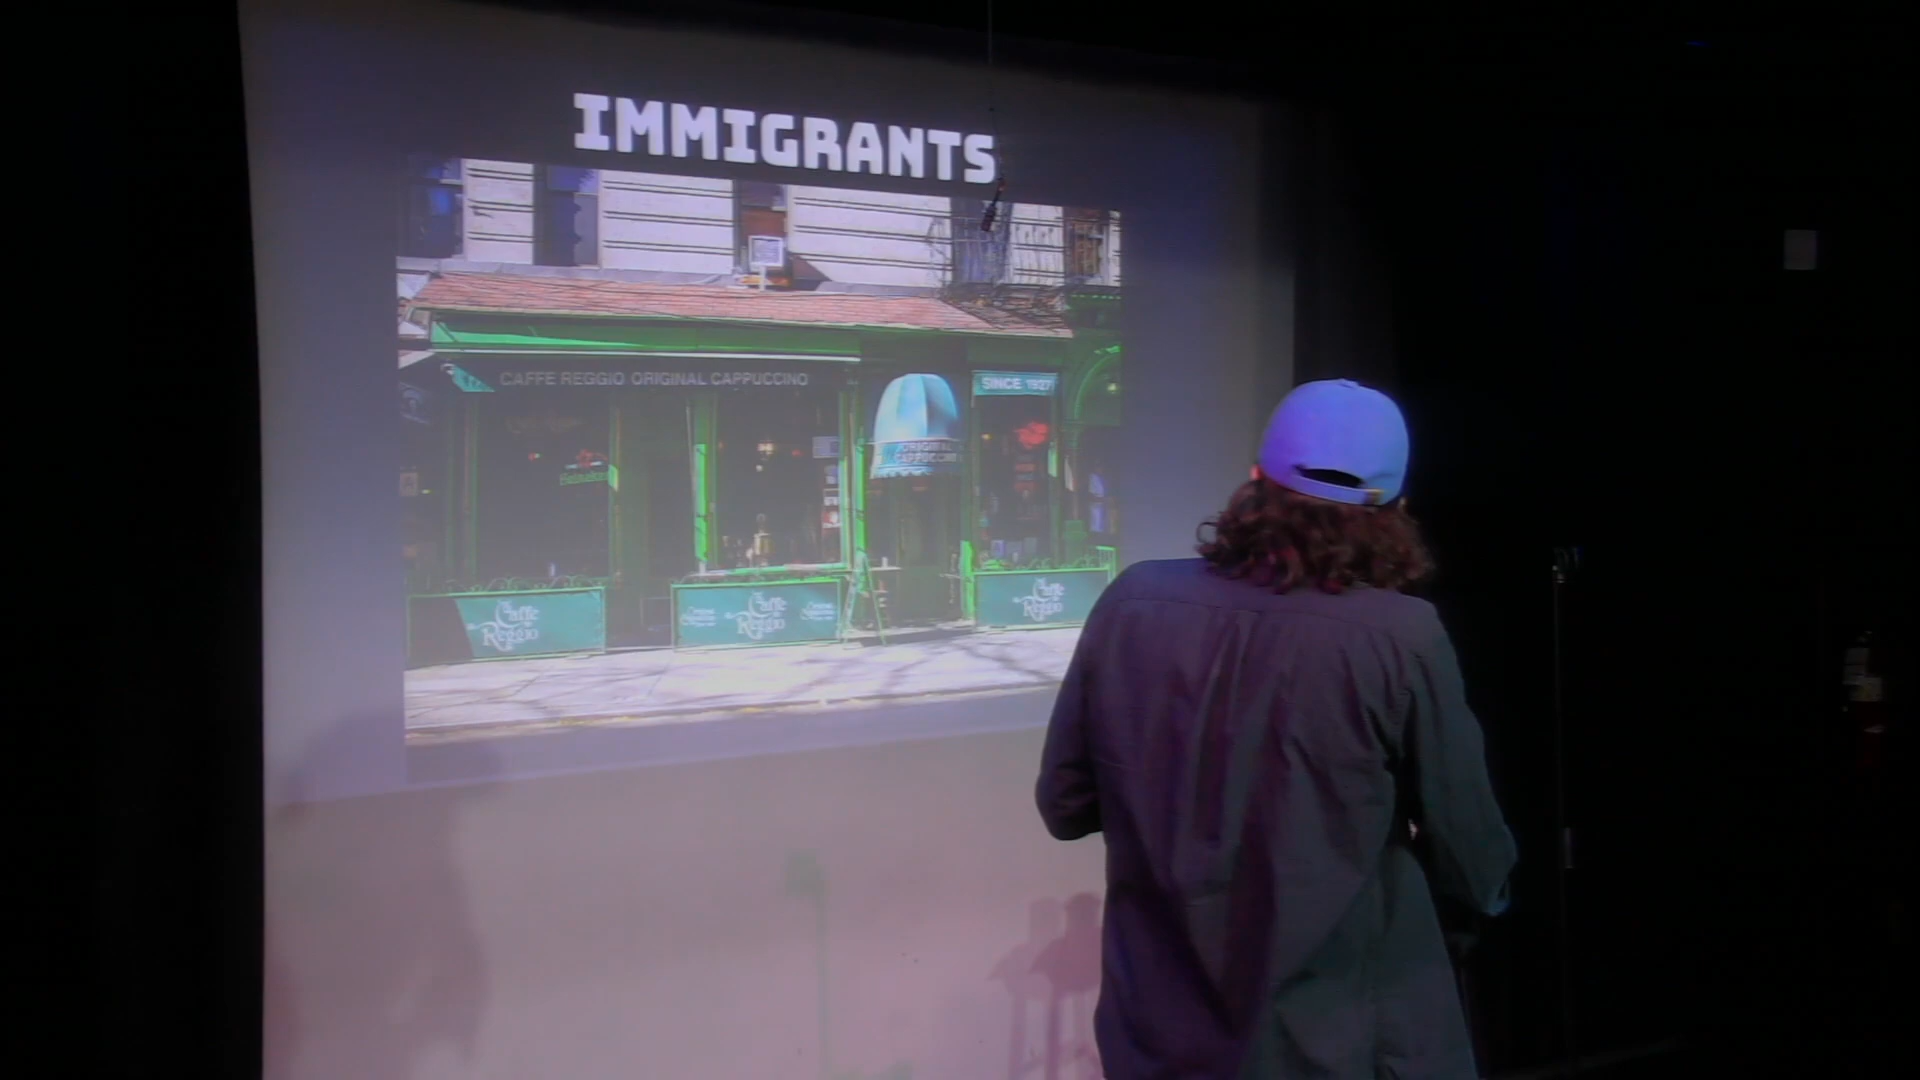 IMMIGRANTS
CAFFE REGGIO ORIGINAL CAPPUCCINO
SINCE 1927
ORIGINAL
CAPPUCCINO
Caffe
Reggio
Caffe
Reggio
Caffe
Reggio